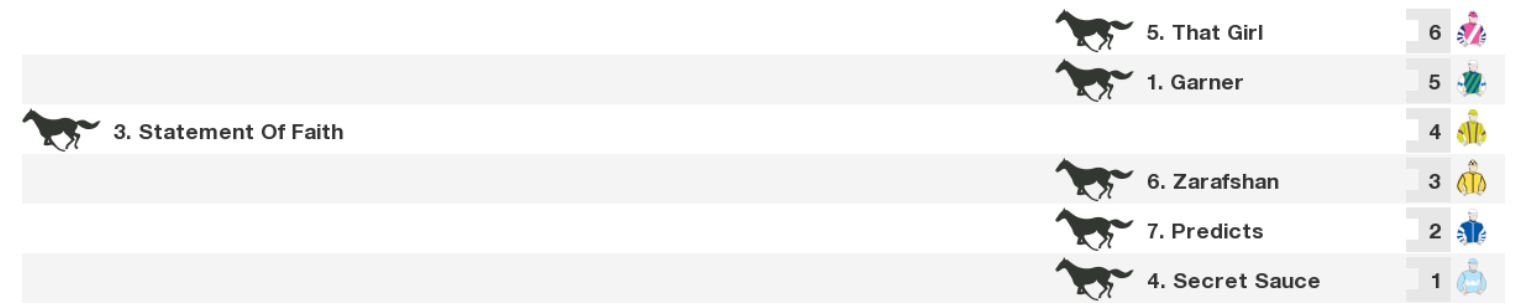 5. That Girl 6
1. Garner 5
3. Statement Of Faith 4
6. Zarafshan 3
7. Predicts 2
4. Secret Sauce 1